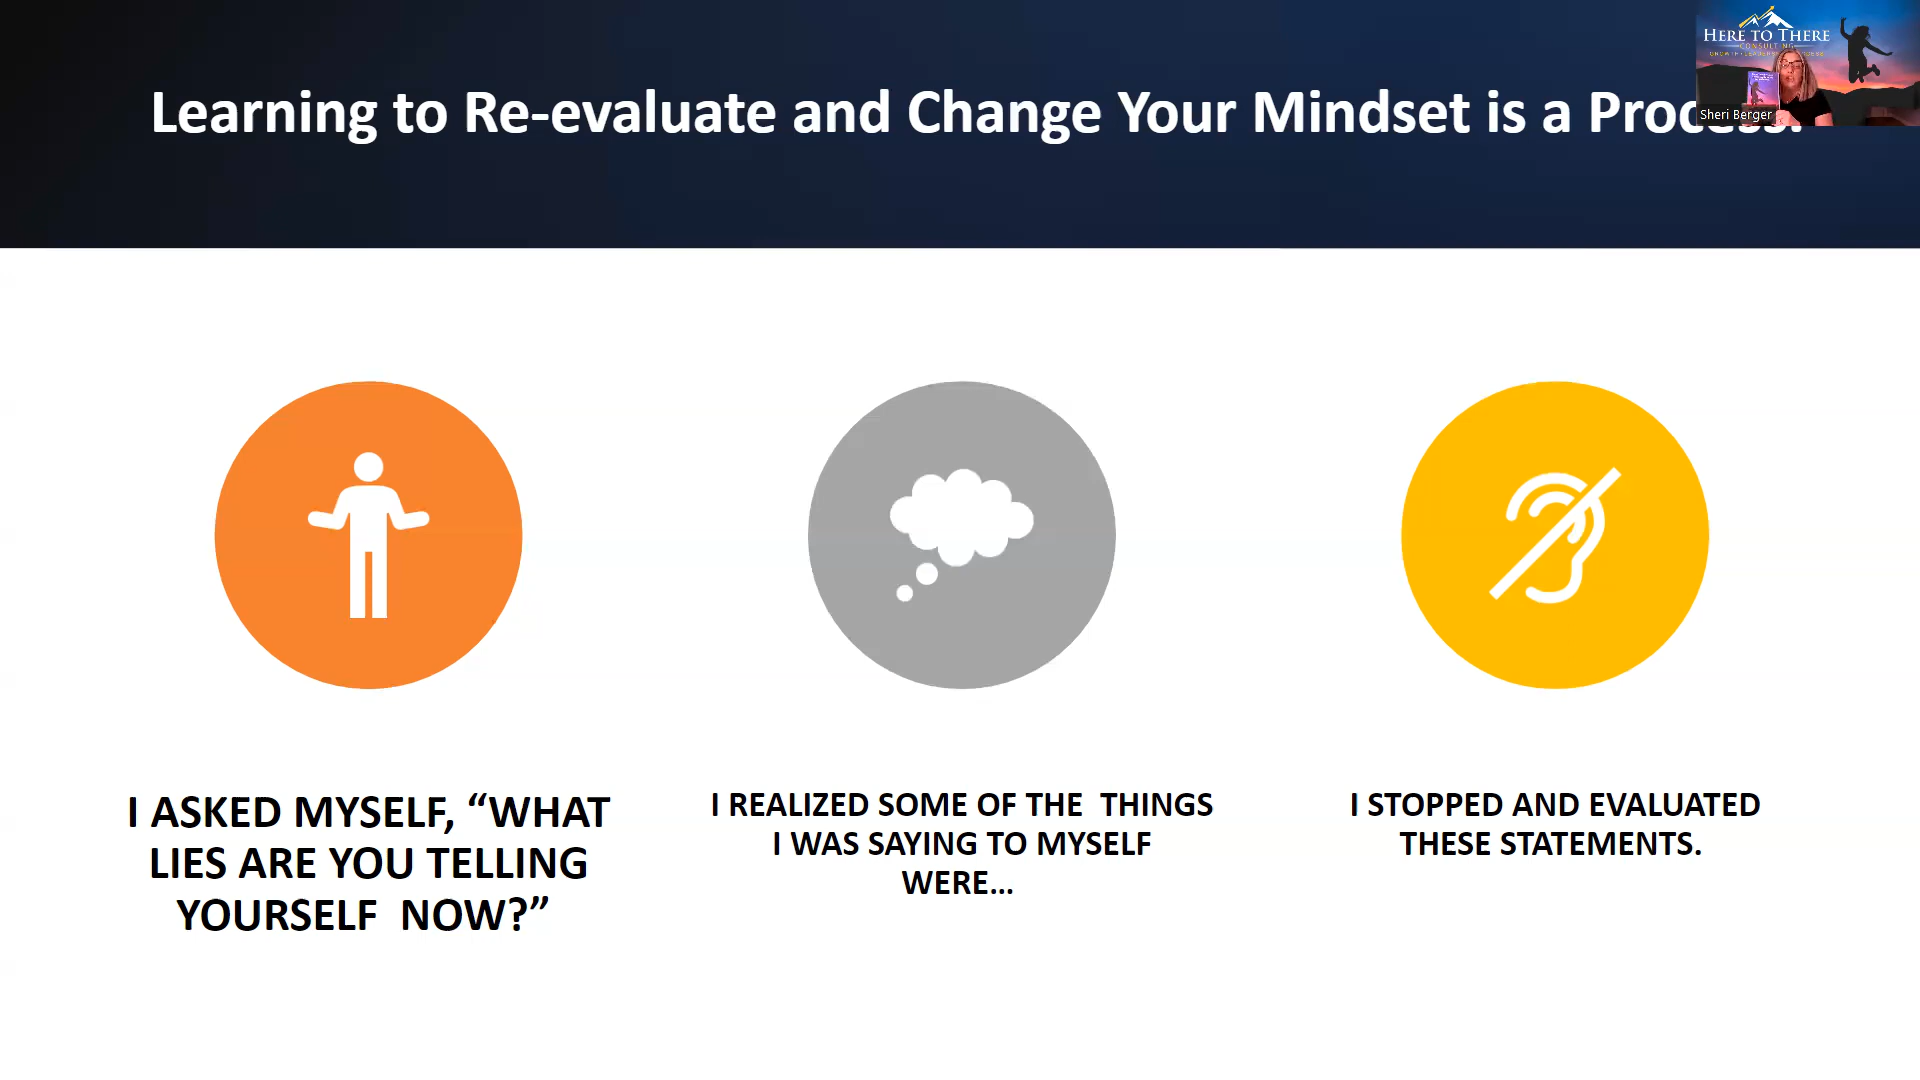 Learning to Re-evaluate and Change Your Mindset is a Process.
HERE TO THERE
CONSULTING
Sheri Berger
I ASKED MYSELF, “WHAT
LIES ARE YOU TELLING
YOURSELF  NOW?”
I REALIZED SOME OF THE  THINGS
I WAS SAYING TO MYSELF
WERE...
I STOPPED AND EVALUATED
THESE STATEMENTS.